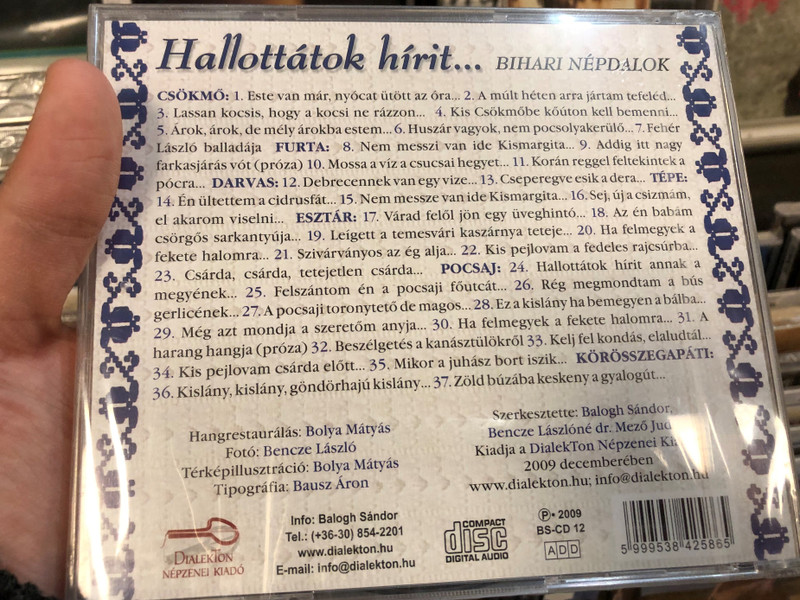 Hallottátok hírit... BIHARI NÉPDALOK
CSÖKMŐ: 1. Este van már, nyócat ütött az óra... 2. A múlt héten arra jártam tefeléd...
3. Lassan kocsis, hogy a kocsi ne rázzon... 4. Kis Csökmőbe kőúton kell bemenni...
5. Árok, árok, de mély árokba estem... 6. Huszár vagyok, nem pocsolyakerülő... 7. Fehér
László balladája FURTA: 8. Nem messzi van ide Kismargita... 9. Addig itt nagy
farkasjárás vót (próza) 10. Mossa a víz a csucsai hegyet... 11. Korán reggel feltekintek a
pócra... DARVAS: 12. Debrecennek van egy vize... 13. Cseperegve esik a dera... TÉPE:
14. Én ültettem a cidrusfát... 15. Nem messze van ide Kismargita... 16. Sej, új a csizmám,
el akarom viselni... ESZTÁR: 17. Várad felől jön egy üveghintó... 18. Az én babám
csörgős sarkantyúja... 19. Leígett a temesvári kaszárnya teteje... 20. Ha felmegyek a
fekete halomra... 21. Szivárványos az ég alja... 22. Kis pejlovam a fedeles rajcsúrba...
23. Csárda, csárda, tetejetlen csárda... POCSAJ: 24. Hallottátok hírit annak a
megyének... 25. Felszántom én a pocsaji főutcát... 26. Rég megmondtam a bús
gerlicének... 27. A pocsaji toronytető de magos... 28. Ez a kislány ha bemegyen a bálba...
29. Még azt mondja a szeretőm anyja... 30. Ha felmegyek a fekete halomra... 31. A
harang hangja (próza) 32. Beszélgetés a kanásztülökről 33. Kelj fel kondás, elaludtál...
34. Kis pejlovam csárda előtt... 35. Mikor a juhász bort iszik... KÖRÖSSZEGAPÁTI:
36. Kislány, kislány, göndörhajú kislány... 37. Zöld búzába keskeny a gyalogút...
Hangrestaurálás: Bolya Mátyás
Fotó: Bencze László
Térképillusztráció: Bolya Mátyás
Tipográfia: Bausz Áron
Szerkesztette: Balogh Sándor,
Bencze Lászlóné dr. Mező Jud
Kiadja a DialekTon Népzenei Ki
2009 decemberében
www.dialekton.hu; info@dialekton.hu
DIALEKTON
NÉPZENEI KIADÓ
Info: Balogh Sándor
Tel.: (+36-30) 854-2201
www.dialekton.hu
E-mail: info@dialekton.hu
COMPACT
disc
DIGITAL AUDIO
℗ • 2009
BS-CD 12
ADD
5 999538 425865